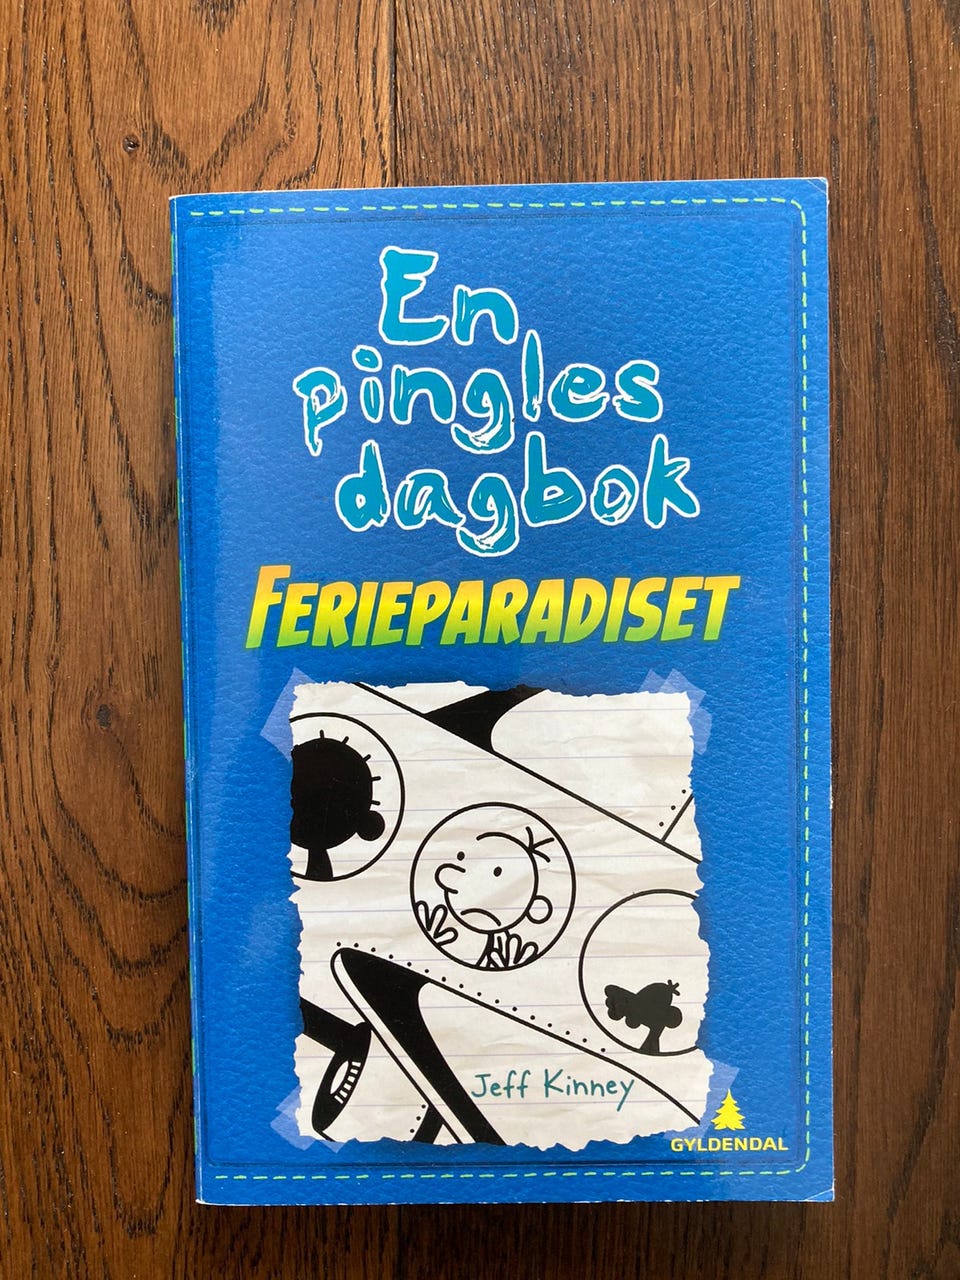 En
pingles
dagbok
FERIEPARADISET
Jeff Kinney
GYLDENDAL